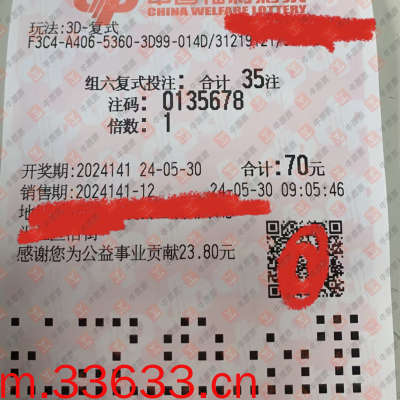 CHINA WELFARE LOTTERY
玩法:3D-复式
F3C4-A406-5360-3D99-014D/31219
组六复式投注: 合计 35注
注码: 0135678
倍数: 1
开奖期:2024141 24-05-30 合计:70元
销售期:2024141-12 24-05-30 09:05:46
感谢您为公益事业贡献23.80元
m.33633.cn